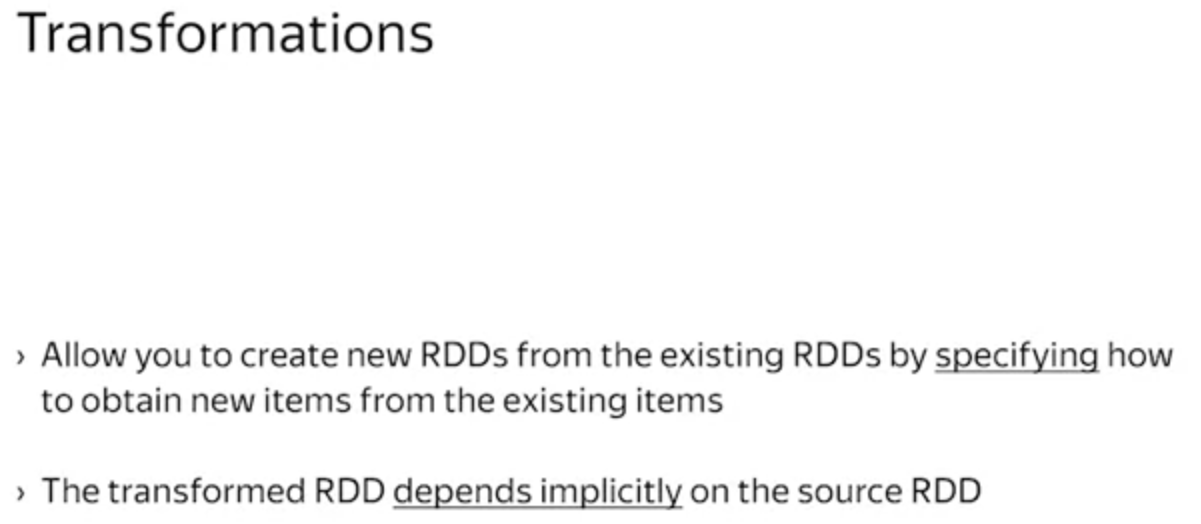 Transformations
› Allow you to create new RDDs from the existing RDDs by specifying how
to obtain new items from the existing items
› The transformed RDD depends implicitly on the source RDD